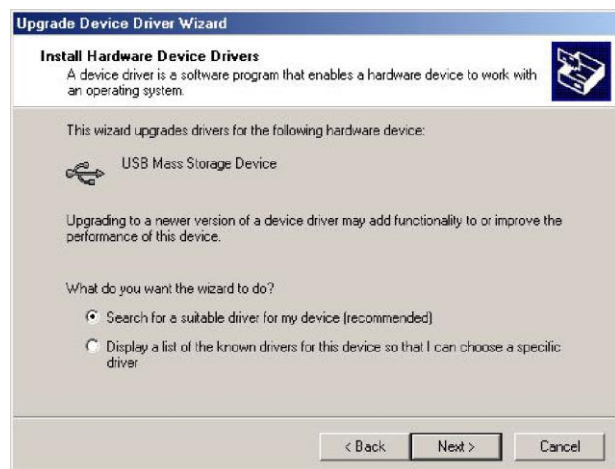 Upgrade Device Driver Wizard
Install Hardware Device Drivers
A device driver is a software program that enables a hardware device to work with
an operating system.
This wizard upgrades drivers for the following hardware device:
USB Mass Storage Device
Upgrading to a newer version of a device driver may add functionality to or improve the
performance of this device.
What do you want the wizard to do?
Search for a suitable driver for my device (recommended)
Display a list of the known drivers for this device so that I can choose a specific
driver
< Back Next > Cancel